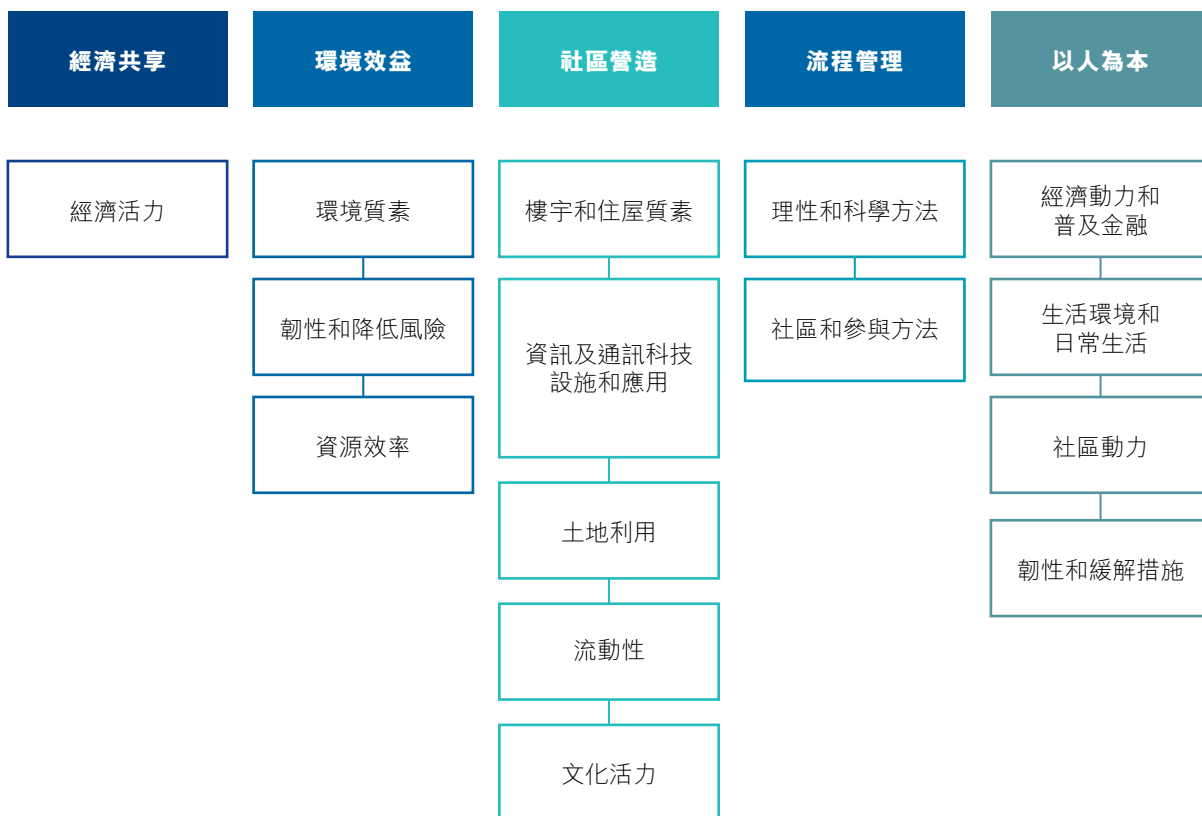 經濟共享
環境效益
社區營造
流程管理
以人為本
經濟活力
環境質素
樓宇和住屋質素
理性和科學方法
經濟動力和
普及金融
韌性和降低風險
資訊及通訊科技
設施和應用
社區和參與方法
生活環境和
日常生活
資源效率
社區動力
土地利用
韌性和緩解措施
流動性
文化活力